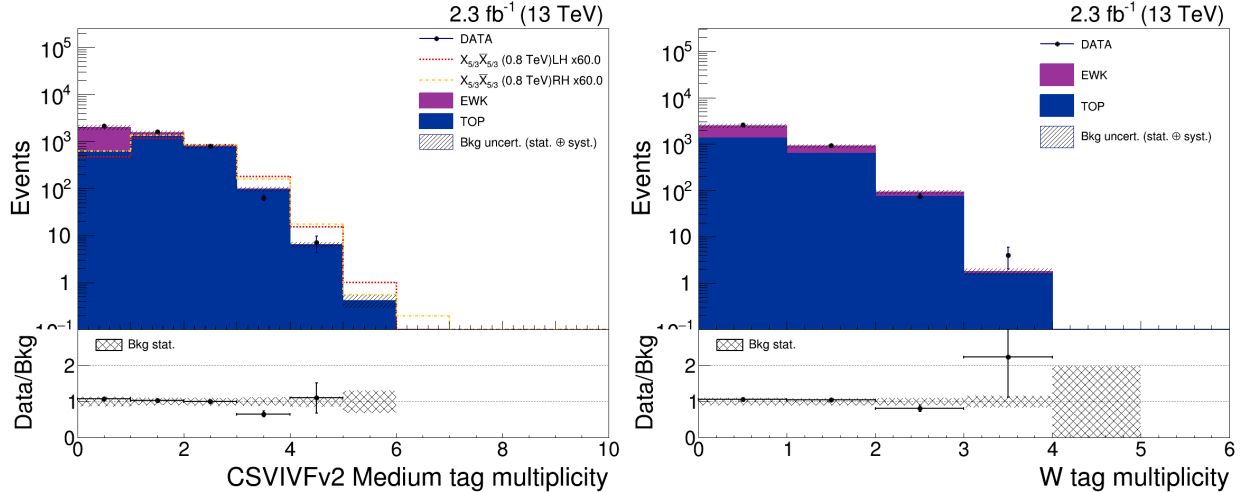 2.3 fb⁻¹ (13 TeV)
Events
10⁵
10⁴
10³
10²
10
1
10⁻¹
DATA
X₅/₃X̅₅/₃ (0.8 TeV)LH x60.0
X₅/₃X̅₅/₃ (0.8 TeV)RH x60.0
EWK
TOP
Bkg uncert. (stat. ⊕ syst.)
Data/Bkg
2
1
0
Bkg stat.
0 2 4 6 8 10
CSVIVFv2 Medium tag multiplicity
2.3 fb⁻¹ (13 TeV)
Events
10⁵
10⁴
10³
10²
10
1
10⁻¹
DATA
EWK
TOP
Bkg uncert. (stat. ⊕ syst.)
Data/Bkg
2
1
0
Bkg stat.
0 1 2 3 4 5 6
W tag multiplicity